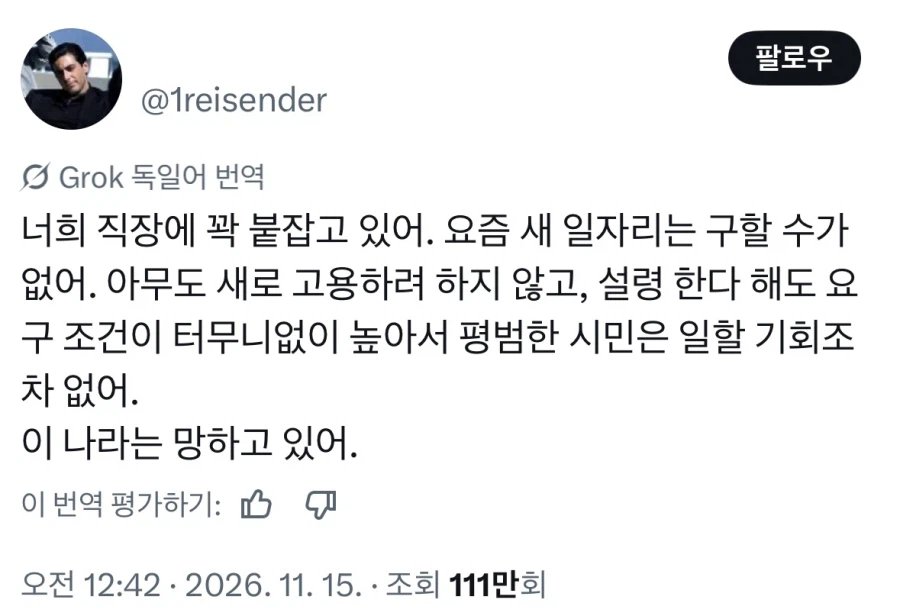 팔로우
@1reisender
Grok 독일어 번역
너희 직장에 꽉 붙잡고 있어. 요즘 새 일자리는 구할 수가
없어. 아무도 새로 고용하려 하지 않고, 설령 한다 해도 요
구 조건이 터무니없이 높아서 평범한 시민은 일할 기회조
차 없어.
이 나라는 망하고 있어.
이 번역 평가하기:
오전 12:42 · 2026. 11. 15. · 조회 111만회